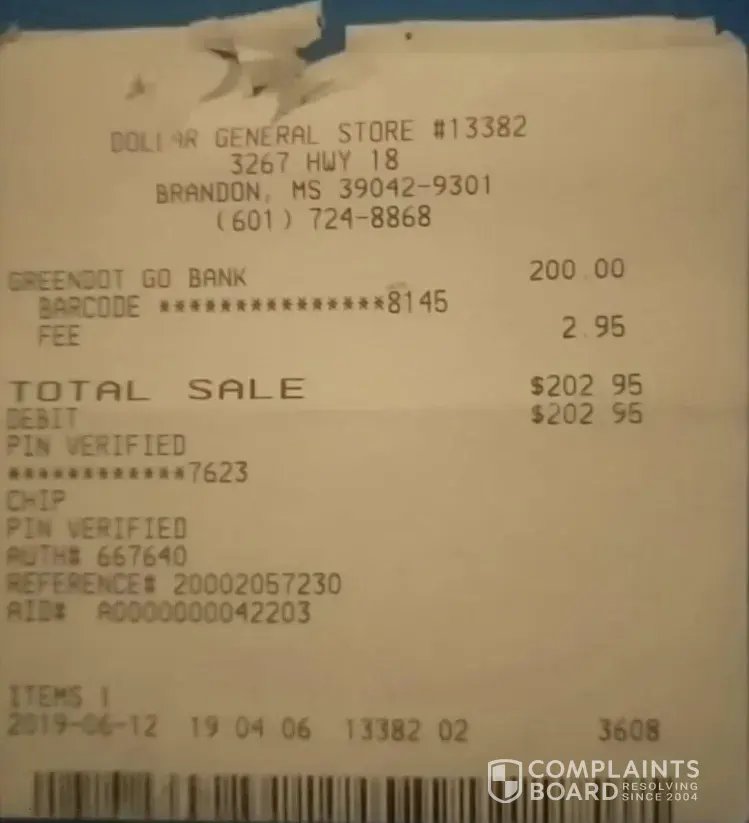 DOLLAR GENERAL STORE #13382
3267 HWY 18
BRANDON, MS 39042-9301
(601) 724-8868
GREENDOT GO BANK 200.00
BARCODE ***************8145
FEE 2.95
TOTAL SALE $202 95
DEBIT $202 95
PIN VERIFIED
************7623
CHIP
PIN VERIFIED
AUTH# 667640
REFERENCE# 20002057230
AID# A0000000042203
ITEMS 1
2019-06-12 19 04 06 13382 02 3608
COMPLAINTS
BOARD RESOLVING
SINCE 2004